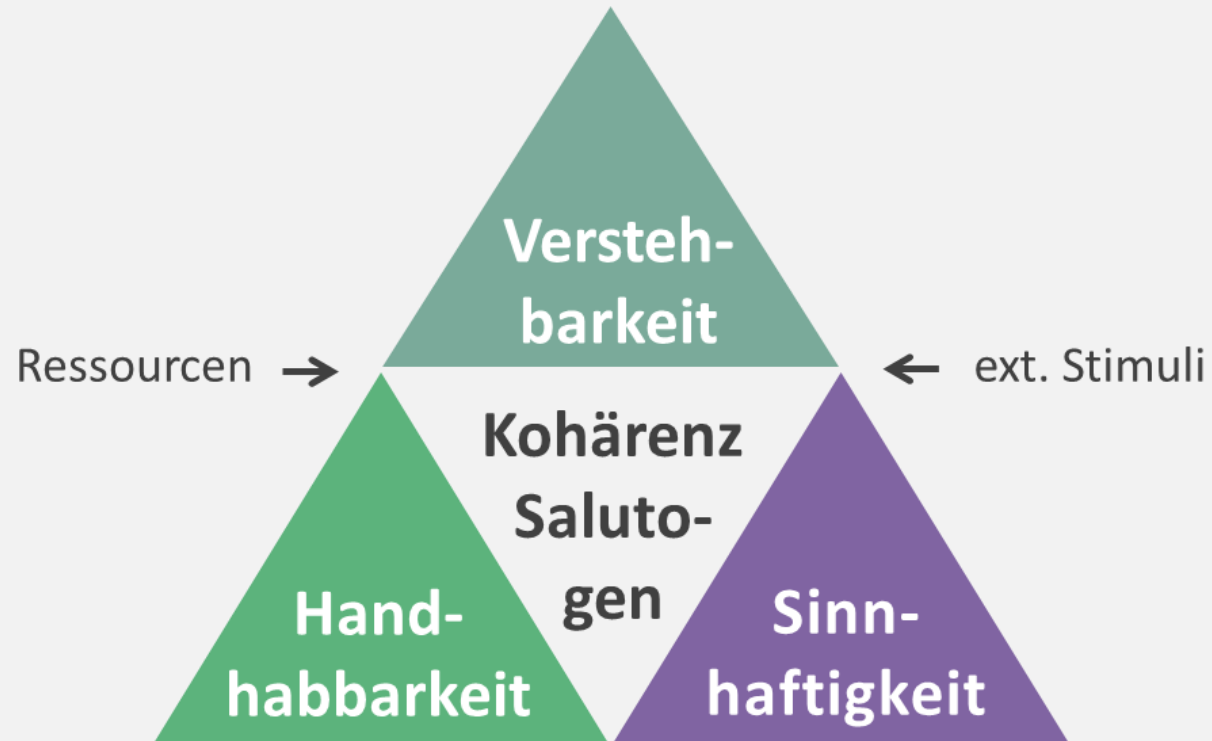 Versteh-
barkeit
Ressourcen → ← ext. Stimuli
Kohärenz
Saluto-
gen
Hand-
habbarkeit
Sinn-
haftigkeit